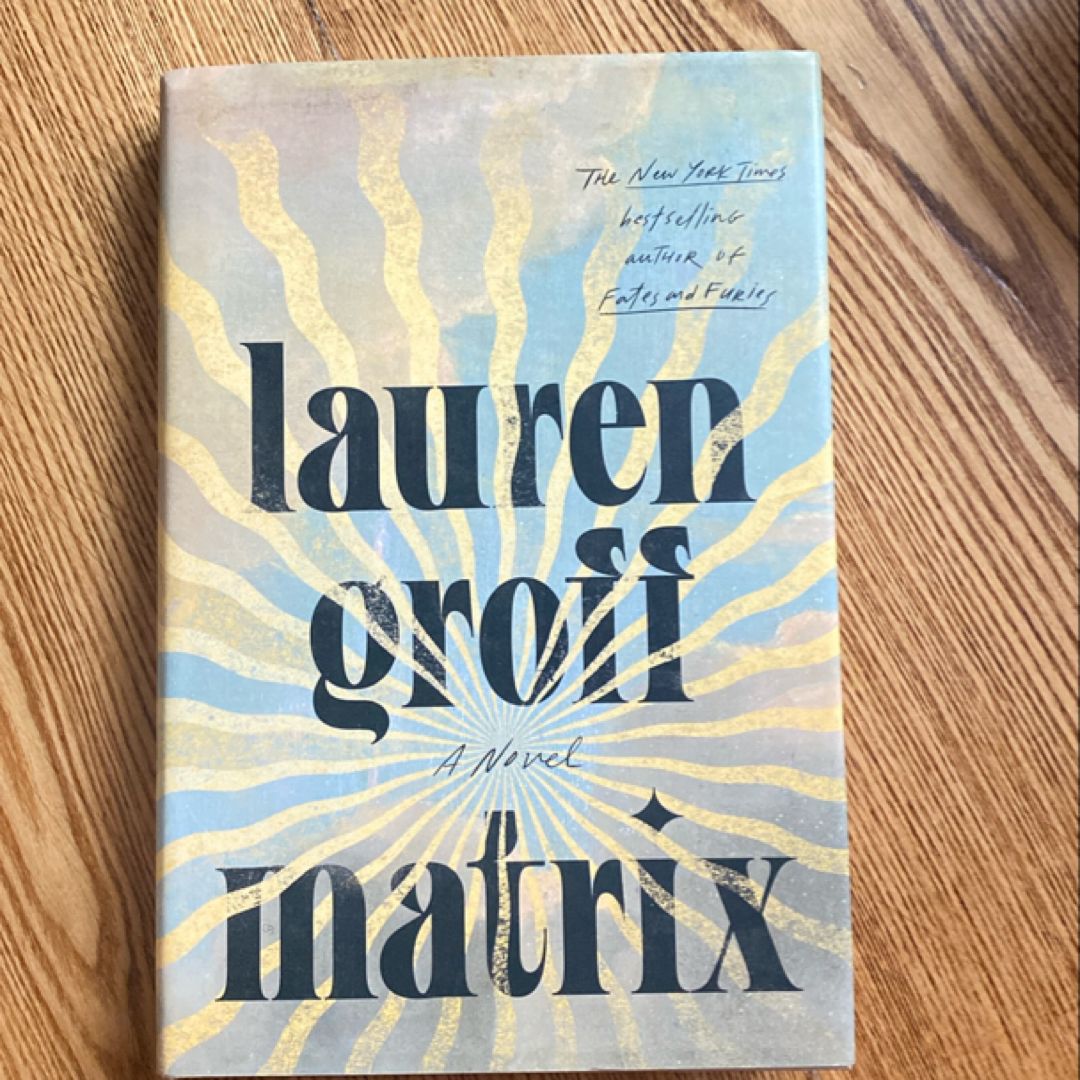 The New York Times
bestselling
author of
Fates and Furies
lauren
groff
A Novel
matrix